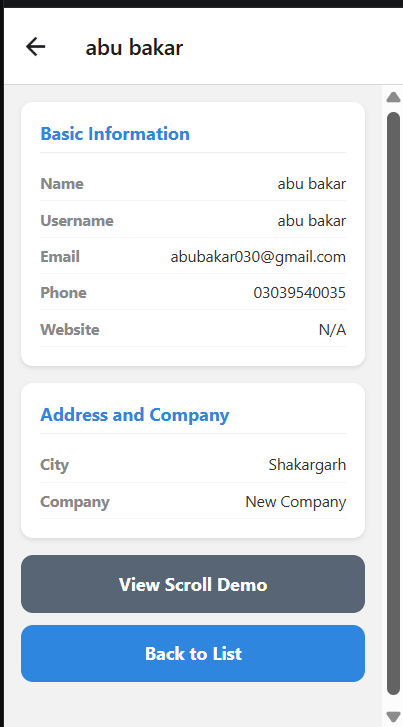 abu bakar
Basic Information
Name abu bakar
Username abu bakar
Email abubakar030@gmail.com
Phone 03039540035
Website N/A
Address and Company
City Shakargarh
Company New Company
View Scroll Demo
Back to List